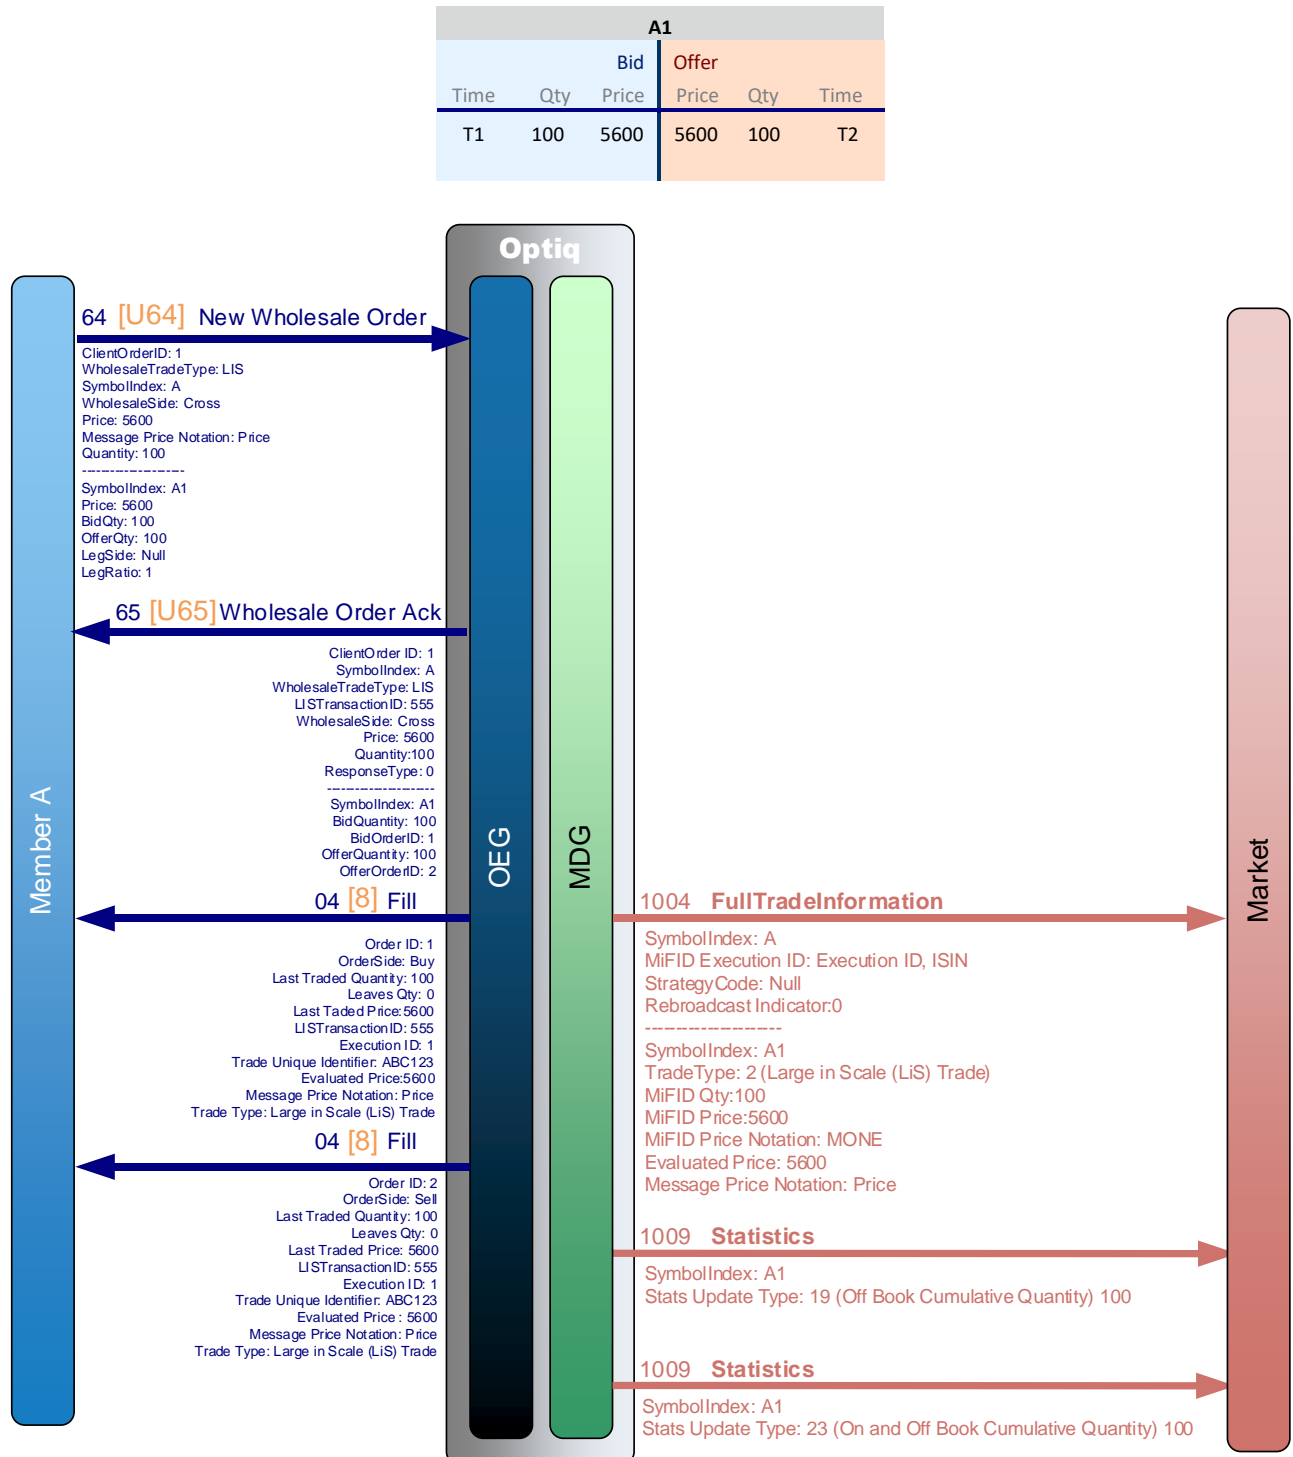 A1
Bid Offer
Time Qty Price Price Qty Time
T1 100 5600 5600 100 T2
Optiq
Member A
OEG
MDG
Market
64 [U64] New Wholesale Order
ClientOrderID: 1
WholesaleTradeType: LIS
SymbolIndex: A
WholesaleSide: Cross
Price: 5600
Message Price Notation: Price
Quantity: 100
----------------------
SymbolIndex: A1
Price: 5600
BidQty: 100
OfferQty: 100
LegSide: Null
LegRatio: 1
65 [U65] Wholesale Order Ack
ClientOrder ID: 1
SymbolIndex: A
WholesaleTradeType: LIS
LISTransactionID: 555
WholesaleSide: Cross
Price: 5600
Quantity:100
ResponseType: 0
-----------------------
SymbolIndex: A1
BidQuantity: 100
BidOrderID: 1
OfferQuantity: 100
OfferOrderID: 2
04 [8] Fill
Order ID: 1
OrderSide: Buy
Last Traded Quantity: 100
Leaves Qty: 0
Last Taded Price:5600
LISTransactionID: 555
Execution ID: 1
Trade Unique Identifier: ABC123
Evaluated Price:5600
Message Price Notation: Price
Trade Type: Large in Scale (LiS) Trade
04 [8] Fill
Order ID: 2
OrderSide: Sell
Last Traded Quantity: 100
Leaves Qty: 0
Last Traded Price: 5600
LISTransactionID: 555
Execution ID: 1
Trade Unique Identifier: ABC123
Evaluated Price : 5600
Message Price Notation: Price
Trade Type: Large in Scale (LiS) Trade
1004 FullTradeInformation
SymbolIndex: A
MiFID Execution ID: Execution ID, ISIN
StrategyCode: Null
Rebroadcast Indicator:0
----------------------
SymbolIndex: A1
TradeType: 2 (Large in Scale (LiS) Trade)
MiFID Qty:100
MiFID Price:5600
MiFID Price Notation: MONE
Evaluated Price: 5600
Message Price Notation: Price
1009 Statistics
SymbolIndex: A1
Stats Update Type: 19 (Off Book Cumulative Quantity) 100
1009 Statistics
SymbolIndex: A1
Stats Update Type: 23 (On and Off Book Cumulative Quantity) 100